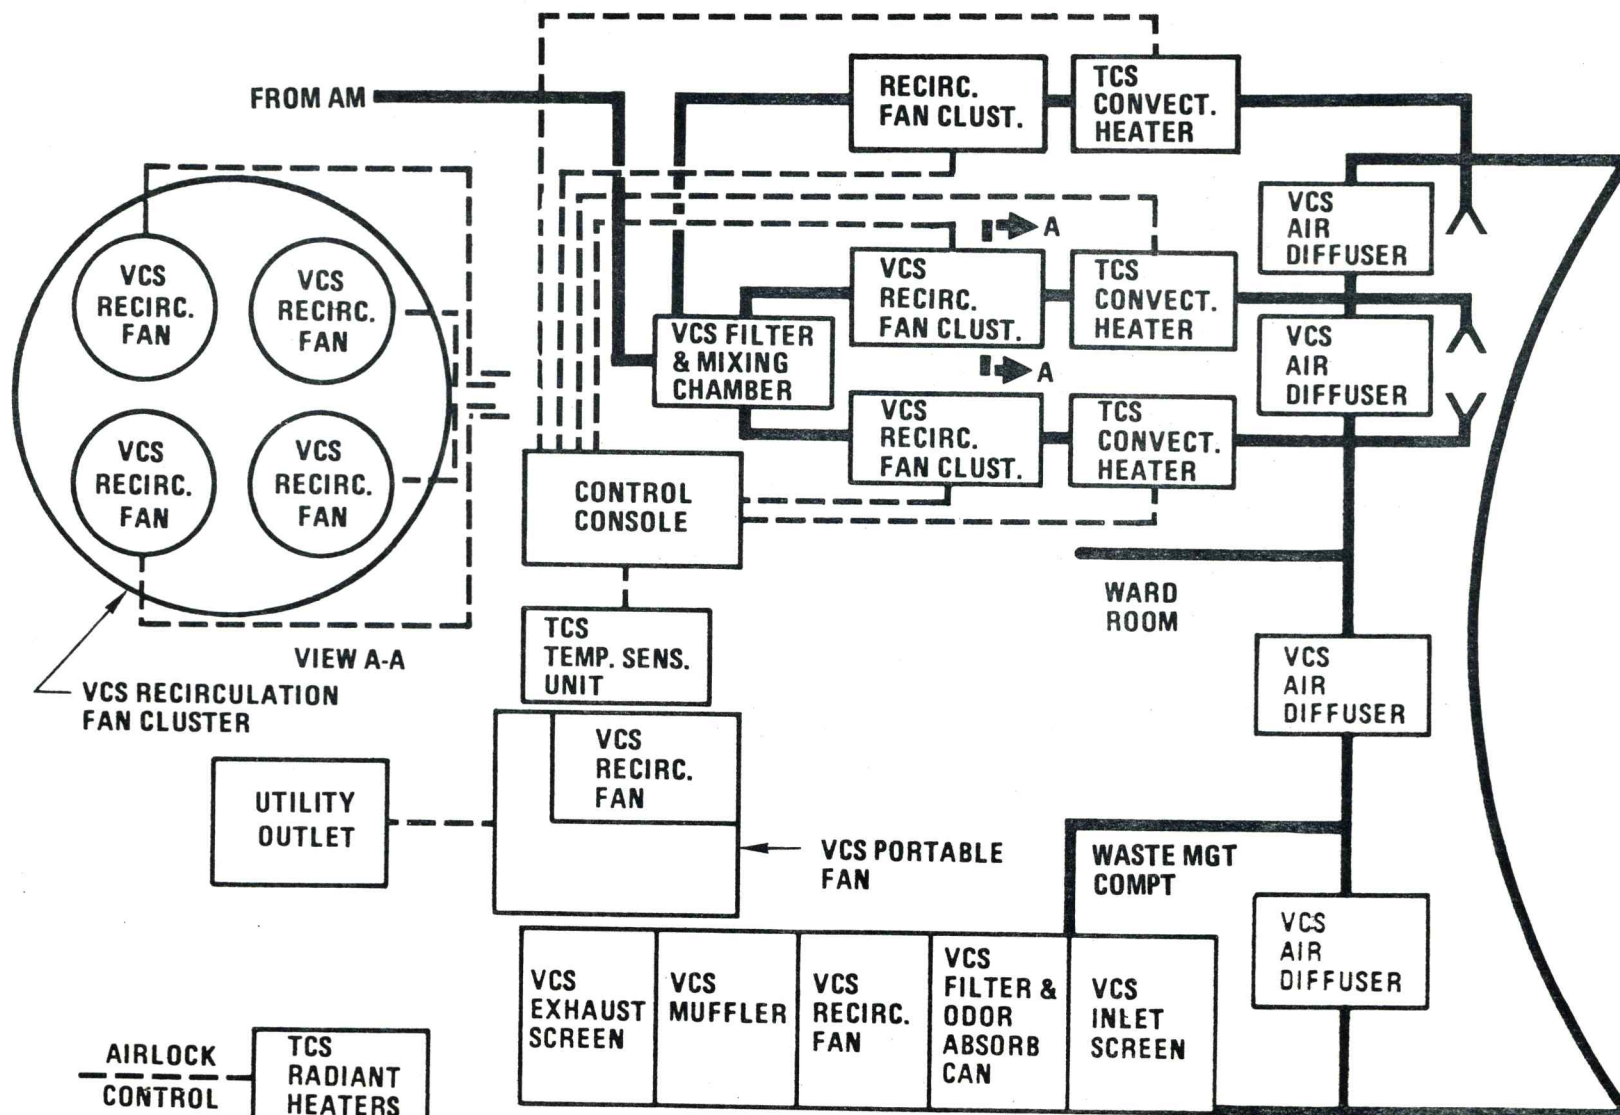 FROM AM
RECIRC.
FAN CLUST.
TCS
CONVECT.
HEATER
VCS
AIR
DIFFUSER
A
VCS
RECIRC.
FAN
VCS
RECIRC.
FAN
VCS
RECIRC.
FAN CLUST.
TCS
CONVECT.
HEATER
VCS FILTER
& MIXING
CHAMBER
VCS
AIR
DIFFUSER
A
VCS
RECIRC.
FAN
VCS
RECIRC.
FAN
VCS
RECIRC.
FAN CLUST.
TCS
CONVECT.
HEATER
CONTROL
CONSOLE
WARD
ROOM
VIEW A-A
VCS RECIRCULATION
FAN CLUSTER
TCS
TEMP. SENS.
UNIT
VCS
AIR
DIFFUSER
VCS
RECIRC.
FAN
UTILITY
OUTLET
VCS PORTABLE
FAN
WASTE MGT
COMPT
VCS
AIR
DIFFUSER
VCS
EXHAUST
SCREEN
VCS
MUFFLER
VCS
RECIRC.
FAN
VCS
FILTER &
ODOR
ABSORB
CAN
VCS
INLET
SCREEN
AIRLOCK
CONTROL
TCS
RADIANT
HEATERS